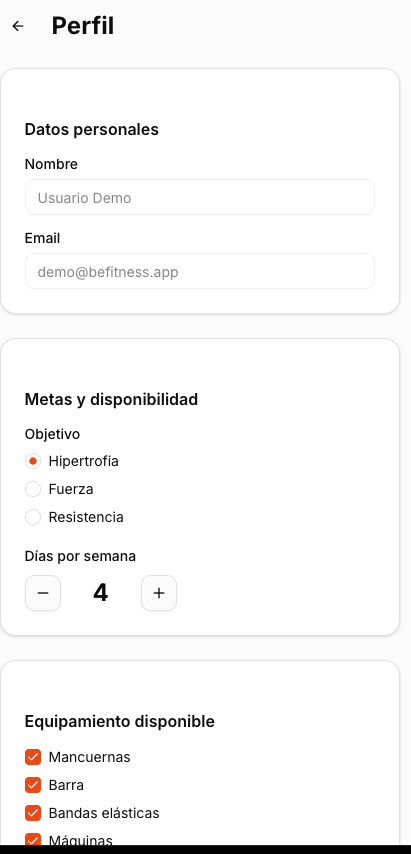 Perfil
Datos personales
Nombre
Usuario Demo
Email
demo@befitness.app
Metas y disponibilidad
Objetivo
Hipertrofia
Fuerza
Resistencia
Días por semana
4
Equipamiento disponible
Mancuernas
Barra
Bandas elásticas
Máquinas